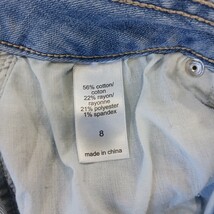 56% cotton/
coton
22% rayon/
rayonne
21% polyester
1% spandex
8
made in china